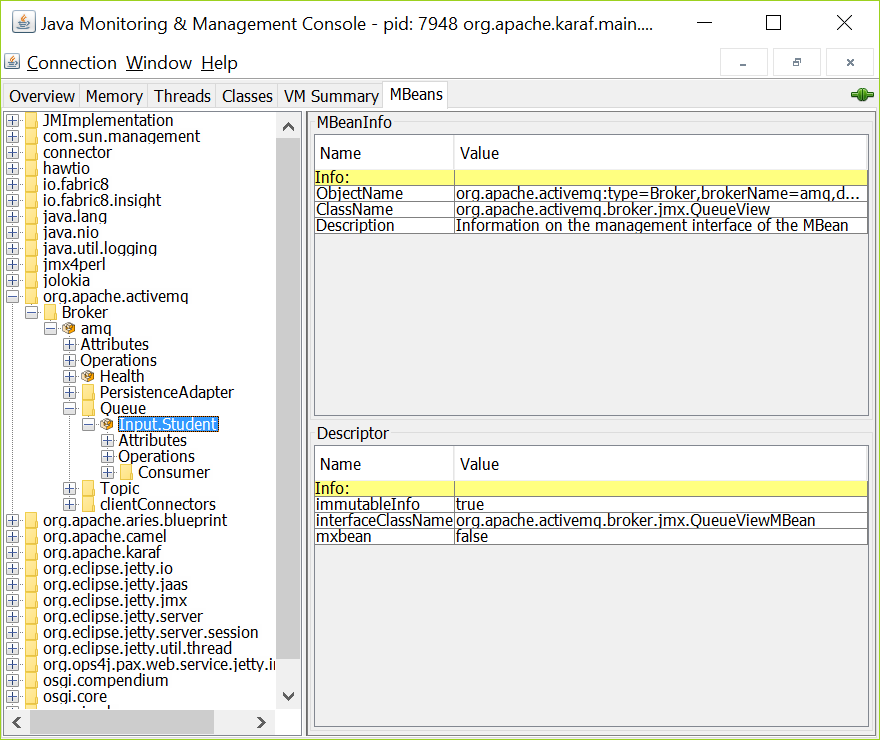 Java Monitoring & Management Console - pid: 7948 org.apache.karaf.main....
Connection Window Help
Overview Memory Threads Classes VM Summary MBeans
JMImplementation
com.sun.management
connector
hawtio
io.fabric8
io.fabric8.insight
java.lang
java.nio
java.util.logging
jmx4perl
jolokia
org.apache.activemq
Broker
amq
Attributes
Operations
Health
PersistenceAdapter
Queue
Input.Student
Attributes
Operations
Consumer
Topic
clientConnectors
org.apache.aries.blueprint
org.apache.camel
org.apache.karaf
org.eclipse.jetty.io
org.eclipse.jetty.jaas
org.eclipse.jetty.jmx
org.eclipse.jetty.server
org.eclipse.jetty.server.session
org.eclipse.jetty.util.thread
org.ops4j.pax.web.service.jetty.i
osgi.compendium
osgi.core
MBeanInfo
Name Value
Info:
ObjectName org.apache.activemq:type=Broker,brokerName=amq,d...
ClassName org.apache.activemq.broker.jmx.QueueView
Description Information on the management interface of the MBean
Descriptor
Name Value
Info:
immutableInfo true
interfaceClassName org.apache.activemq.broker.jmx.QueueViewMBean
mxbean false